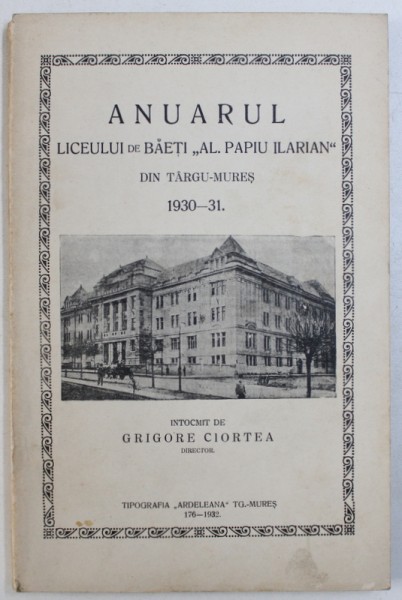 ANUARUL
LICEULUI DE BĂEȚI „AL. PAPIU ILARIAN“
DIN TÂRGU-MUREȘ
1930—31.
INTOCMIT DE
GRIGORE CIORTEA
DIRECTOR.
TIPOGRAFIA „ARDELEANA“ TG.-MUREȘ
176—1932.